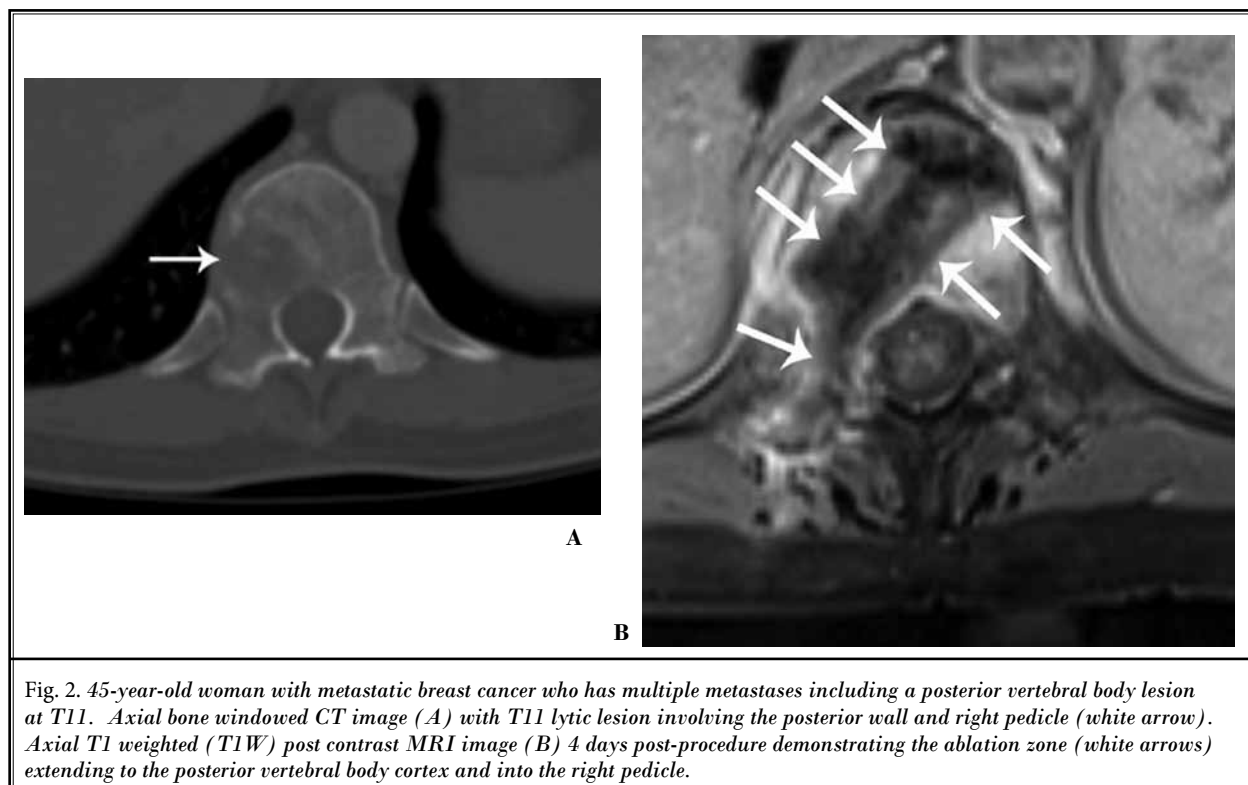 A
B
Fig. 2. 45-year-old woman with metastatic breast cancer who has multiple metastases including a posterior vertebral body lesion
at T11. Axial bone windowed CT image (A) with T11 lytic lesion involving the posterior wall and right pedicle (white arrow).
Axial T1 weighted (T1W) post contrast MRI image (B) 4 days post-procedure demonstrating the ablation zone (white arrows)
extending to the posterior vertebral body cortex and into the right pedicle.